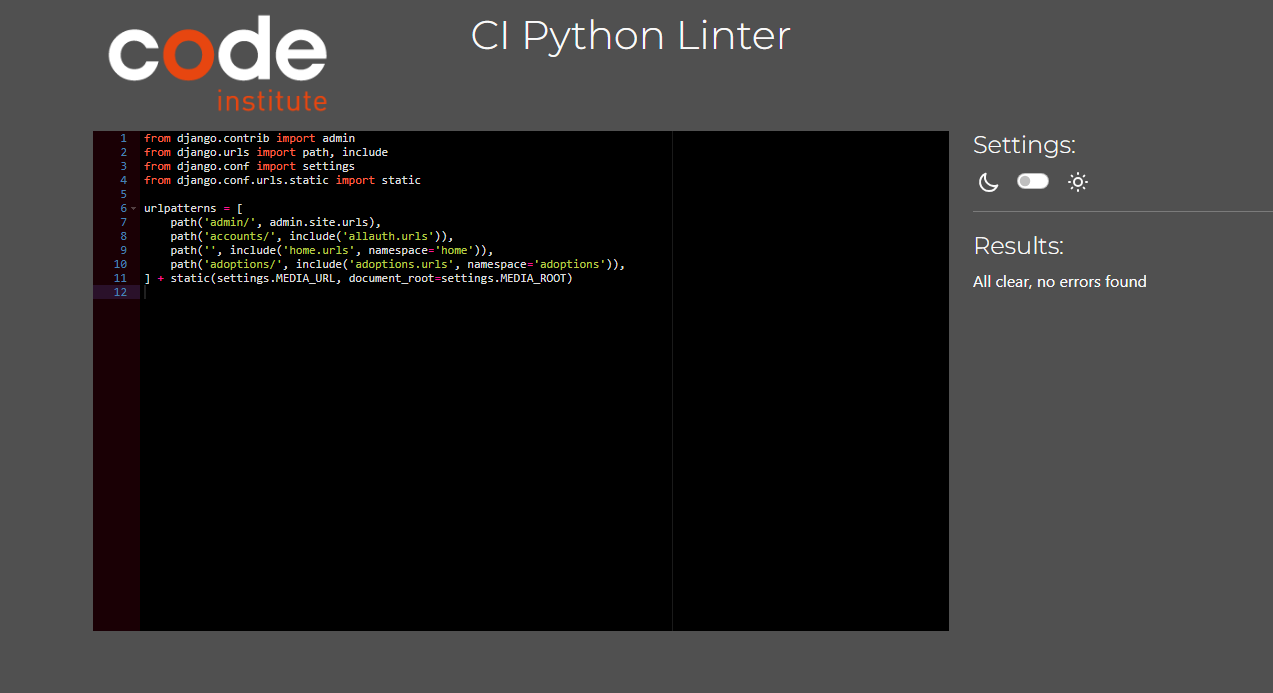 code
institute
CI Python Linter
1 from django.contrib import admin
2 from django.urls import path, include
3 from django.conf import settings
4 from django.conf.urls.static import static
5
6 urlpatterns = [
7     path('admin/', admin.site.urls),
8     path('accounts/', include('allauth.urls')),
9     path('', include('home.urls', namespace='home')),
10     path('adoptions/', include('adoptions.urls', namespace='adoptions')),
11 ] + static(settings.MEDIA_URL, document_root=settings.MEDIA_ROOT)
12
Settings:
Results:
All clear, no errors found